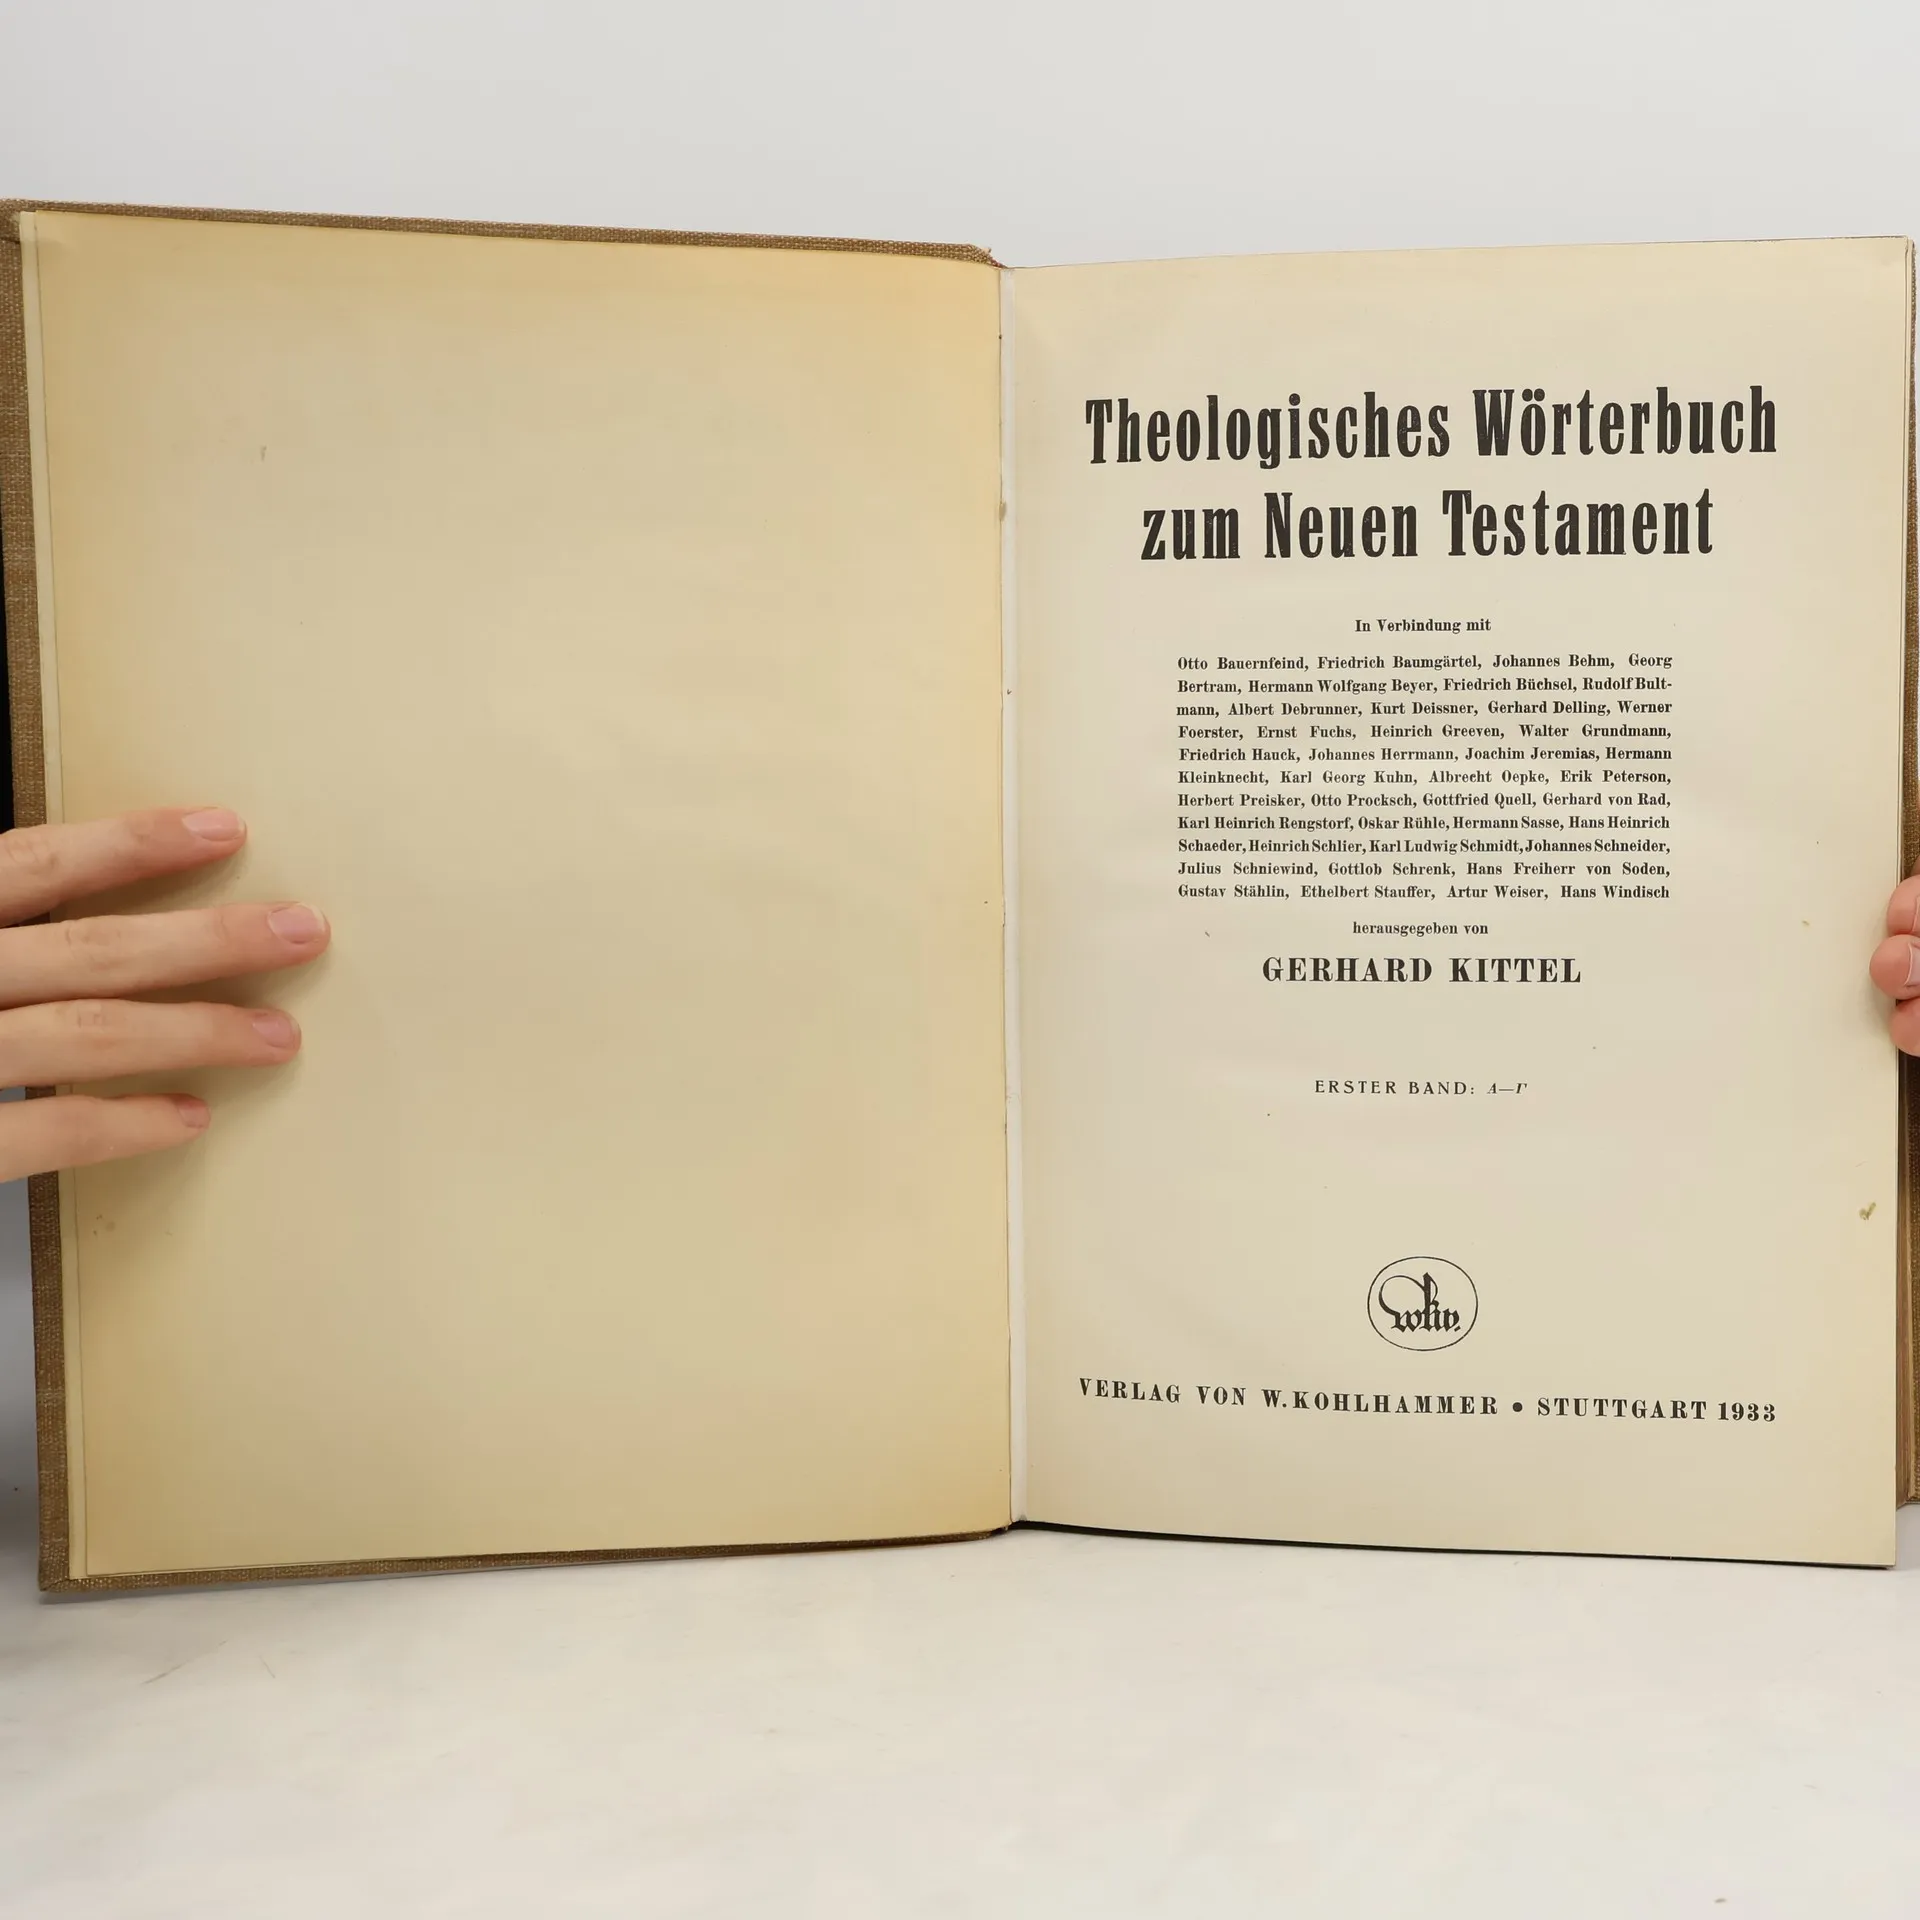 Theologisches Wörterbuch
zum Neuen Testament
In Verbindung mit
Otto Bauernfeind, Friedrich Baumgärtel, Johannes Behm, Georg
Bertram, Hermann Wolfgang Beyer, Friedrich Büchsel, Rudolf Bult-
mann, Albert Debrunner, Kurt Deissner, Gerhard Delling, Werner
Foerster, Ernst Fuchs, Heinrich Greeven, Walter Grundmann,
Friedrich Hauck, Johannes Herrmann, Joachim Jeremias, Hermann
Kleinknecht, Karl Georg Kuhn, Albrecht Oepke, Erik Peterson,
Herbert Preisker, Otto Procksch, Gottfried Quell, Gerhard von Rad,
Karl Heinrich Rengstorf, Oskar Rühle, Hermann Sasse, Hans Heinrich
Schaeder, Heinrich Schlier, Karl Ludwig Schmidt, Johannes Schneider,
Julius Schniewind, Gottlob Schrenk, Hans Freiherr von Soden,
Gustav Stählin, Ethelbert Stauffer, Artur Weiser, Hans Windisch
herausgegeben von
GERHARD KITTEL
ERSTER BAND: Α—Γ
wkv.
VERLAG VON W. KOHLHAMMER • STUTTGART 1933